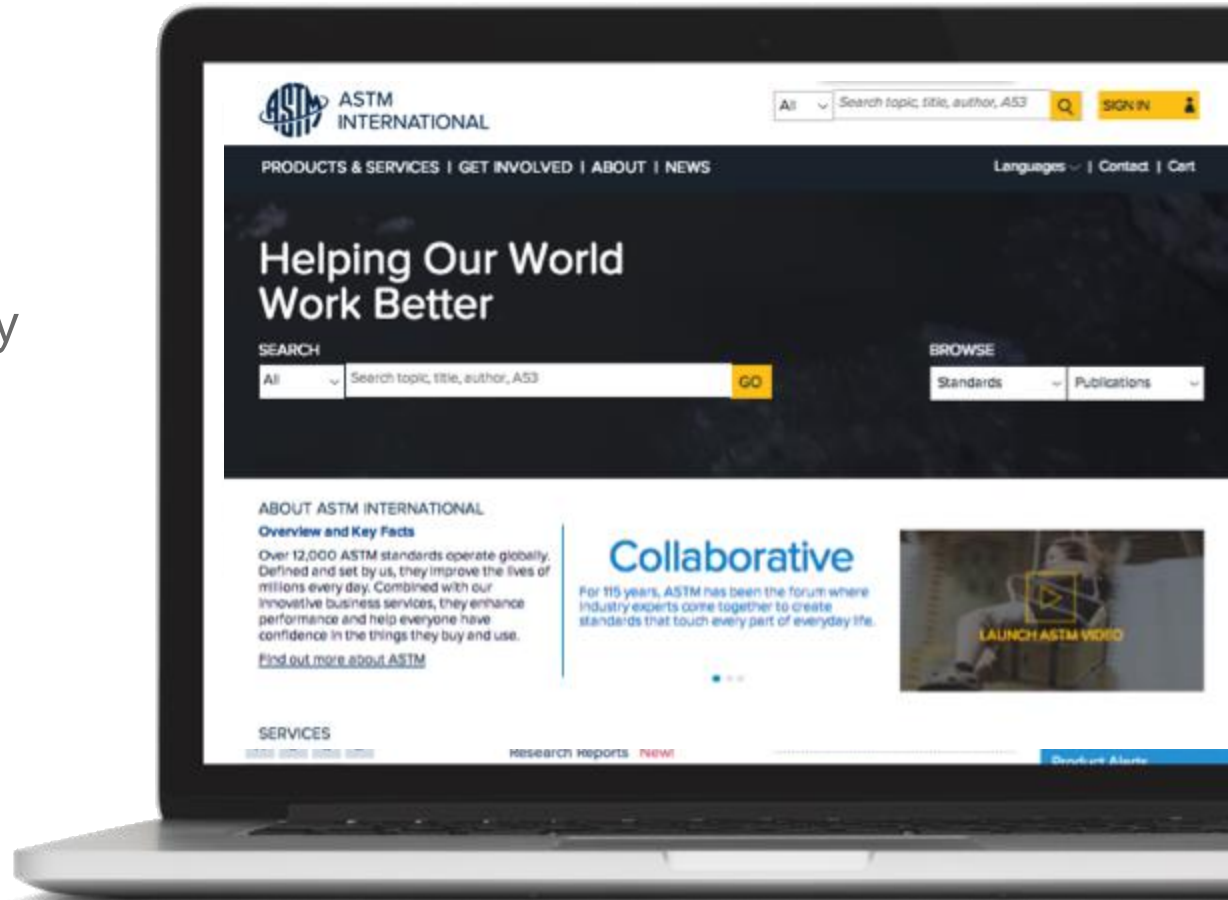 y
ASTM
ASTM
INTERNATIONAL
All
Search topic, title, author, A53
SIGN IN
PRODUCTS & SERVICES | GET INVOLVED | ABOUT | NEWS
Languages | Contact | Cart
Helping Our World
Work Better
SEARCH
All
Search topic, title, author, A53
GO
BROWSE
Standards
Publications
ABOUT ASTM INTERNATIONAL
Overview and Key Facts
Over 12,000 ASTM standards operate globally.
Defined and set by us, they improve the lives of
millions every day. Combined with our
innovative business services, they enhance
performance and help everyone have
confidence in the things they buy and use.
Find out more about ASTM
Collaborative
For 115 years, ASTM has been the forum where
industry experts come together to create
standards that touch every part of everyday life.
LAUNCH ASTM VIDEO
SERVICES
Research Reports New!
Product Alerts